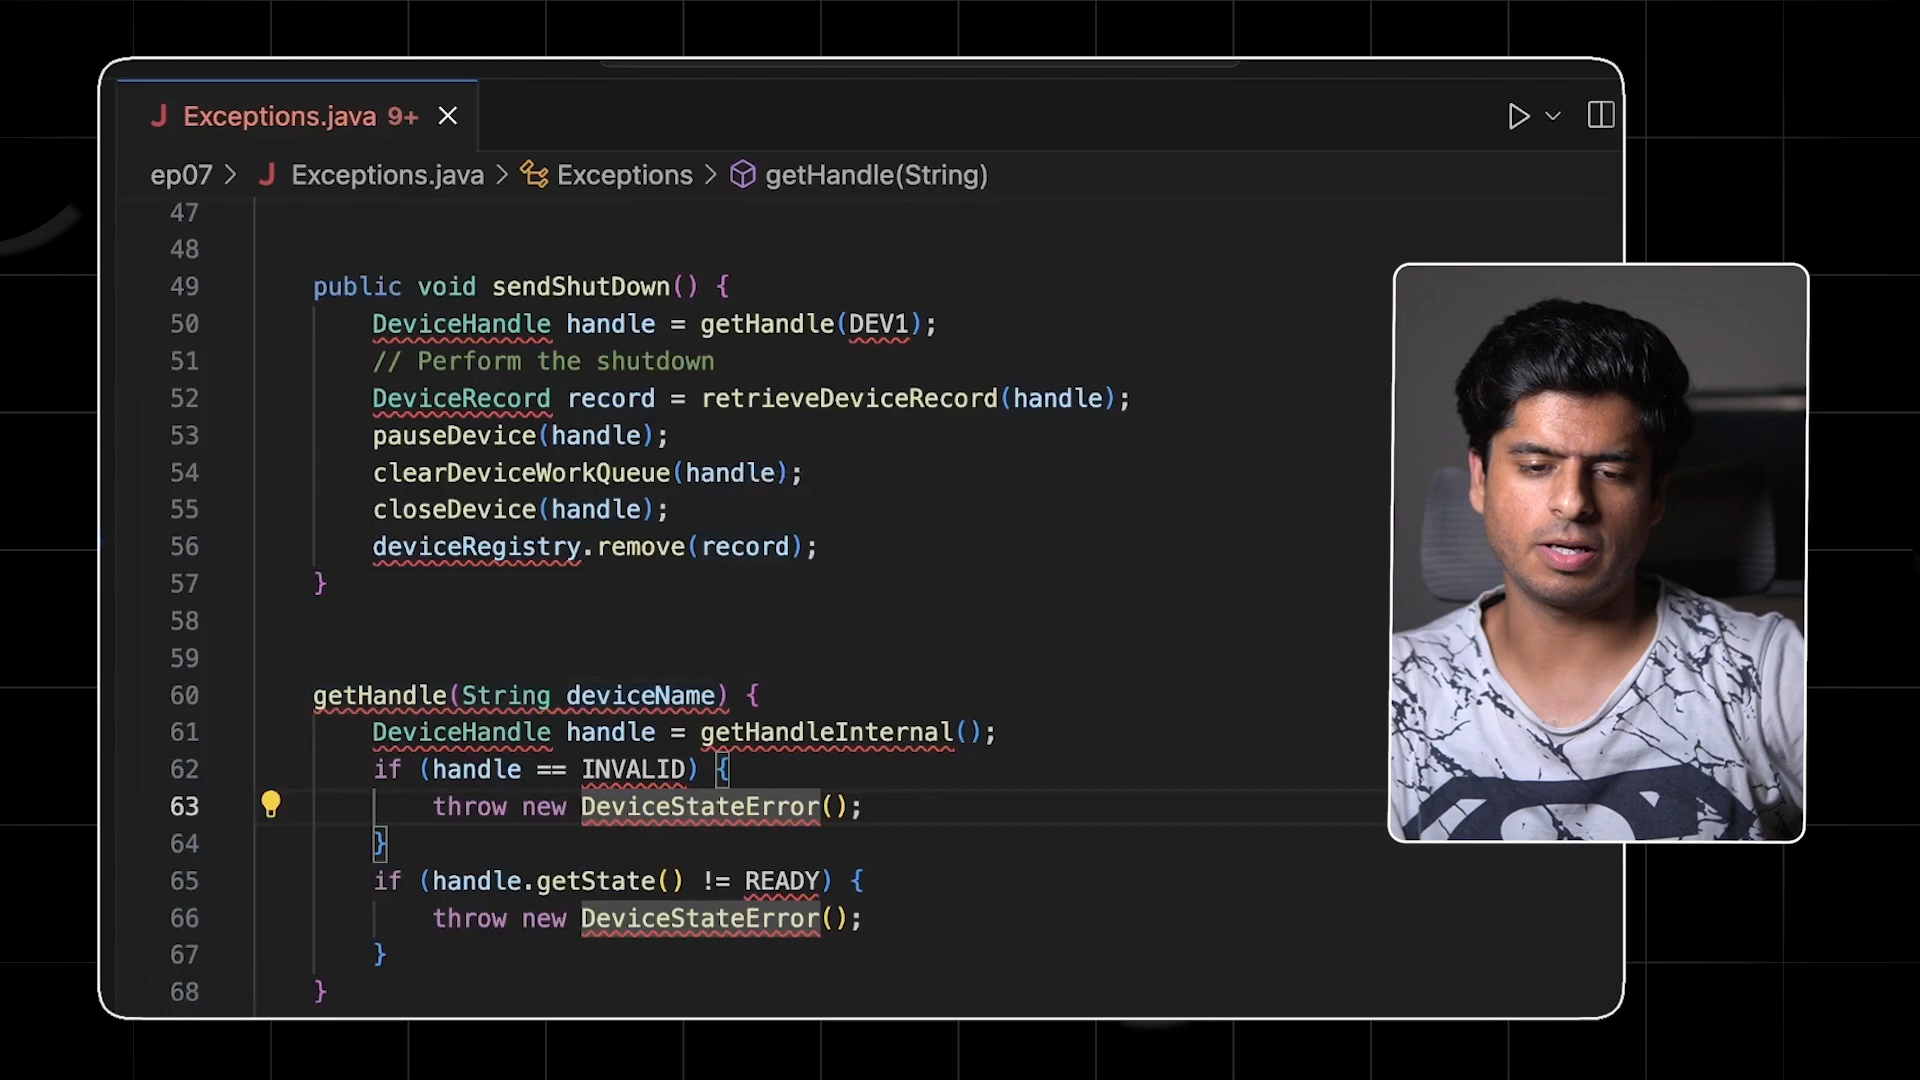 J Exceptions.java 9+
ep07 > J Exceptions.java > Exceptions > getHandle(String)
47
48
49 public void sendShutDown() {
50 DeviceHandle handle = getHandle(DEV1);
51 // Perform the shutdown
52 DeviceRecord record = retrieveDeviceRecord(handle);
53 pauseDevice(handle);
54 clearDeviceWorkQueue(handle);
55 closeDevice(handle);
56 deviceRegistry.remove(record);
57 }
58
59
60 getHandle(String deviceName) {
61 DeviceHandle handle = getHandleInternal();
62 if (handle == INVALID) {
63 throw new DeviceStateError();
64 }
65 if (handle.getState() != READY) {
66 throw new DeviceStateError();
67 }
68 }